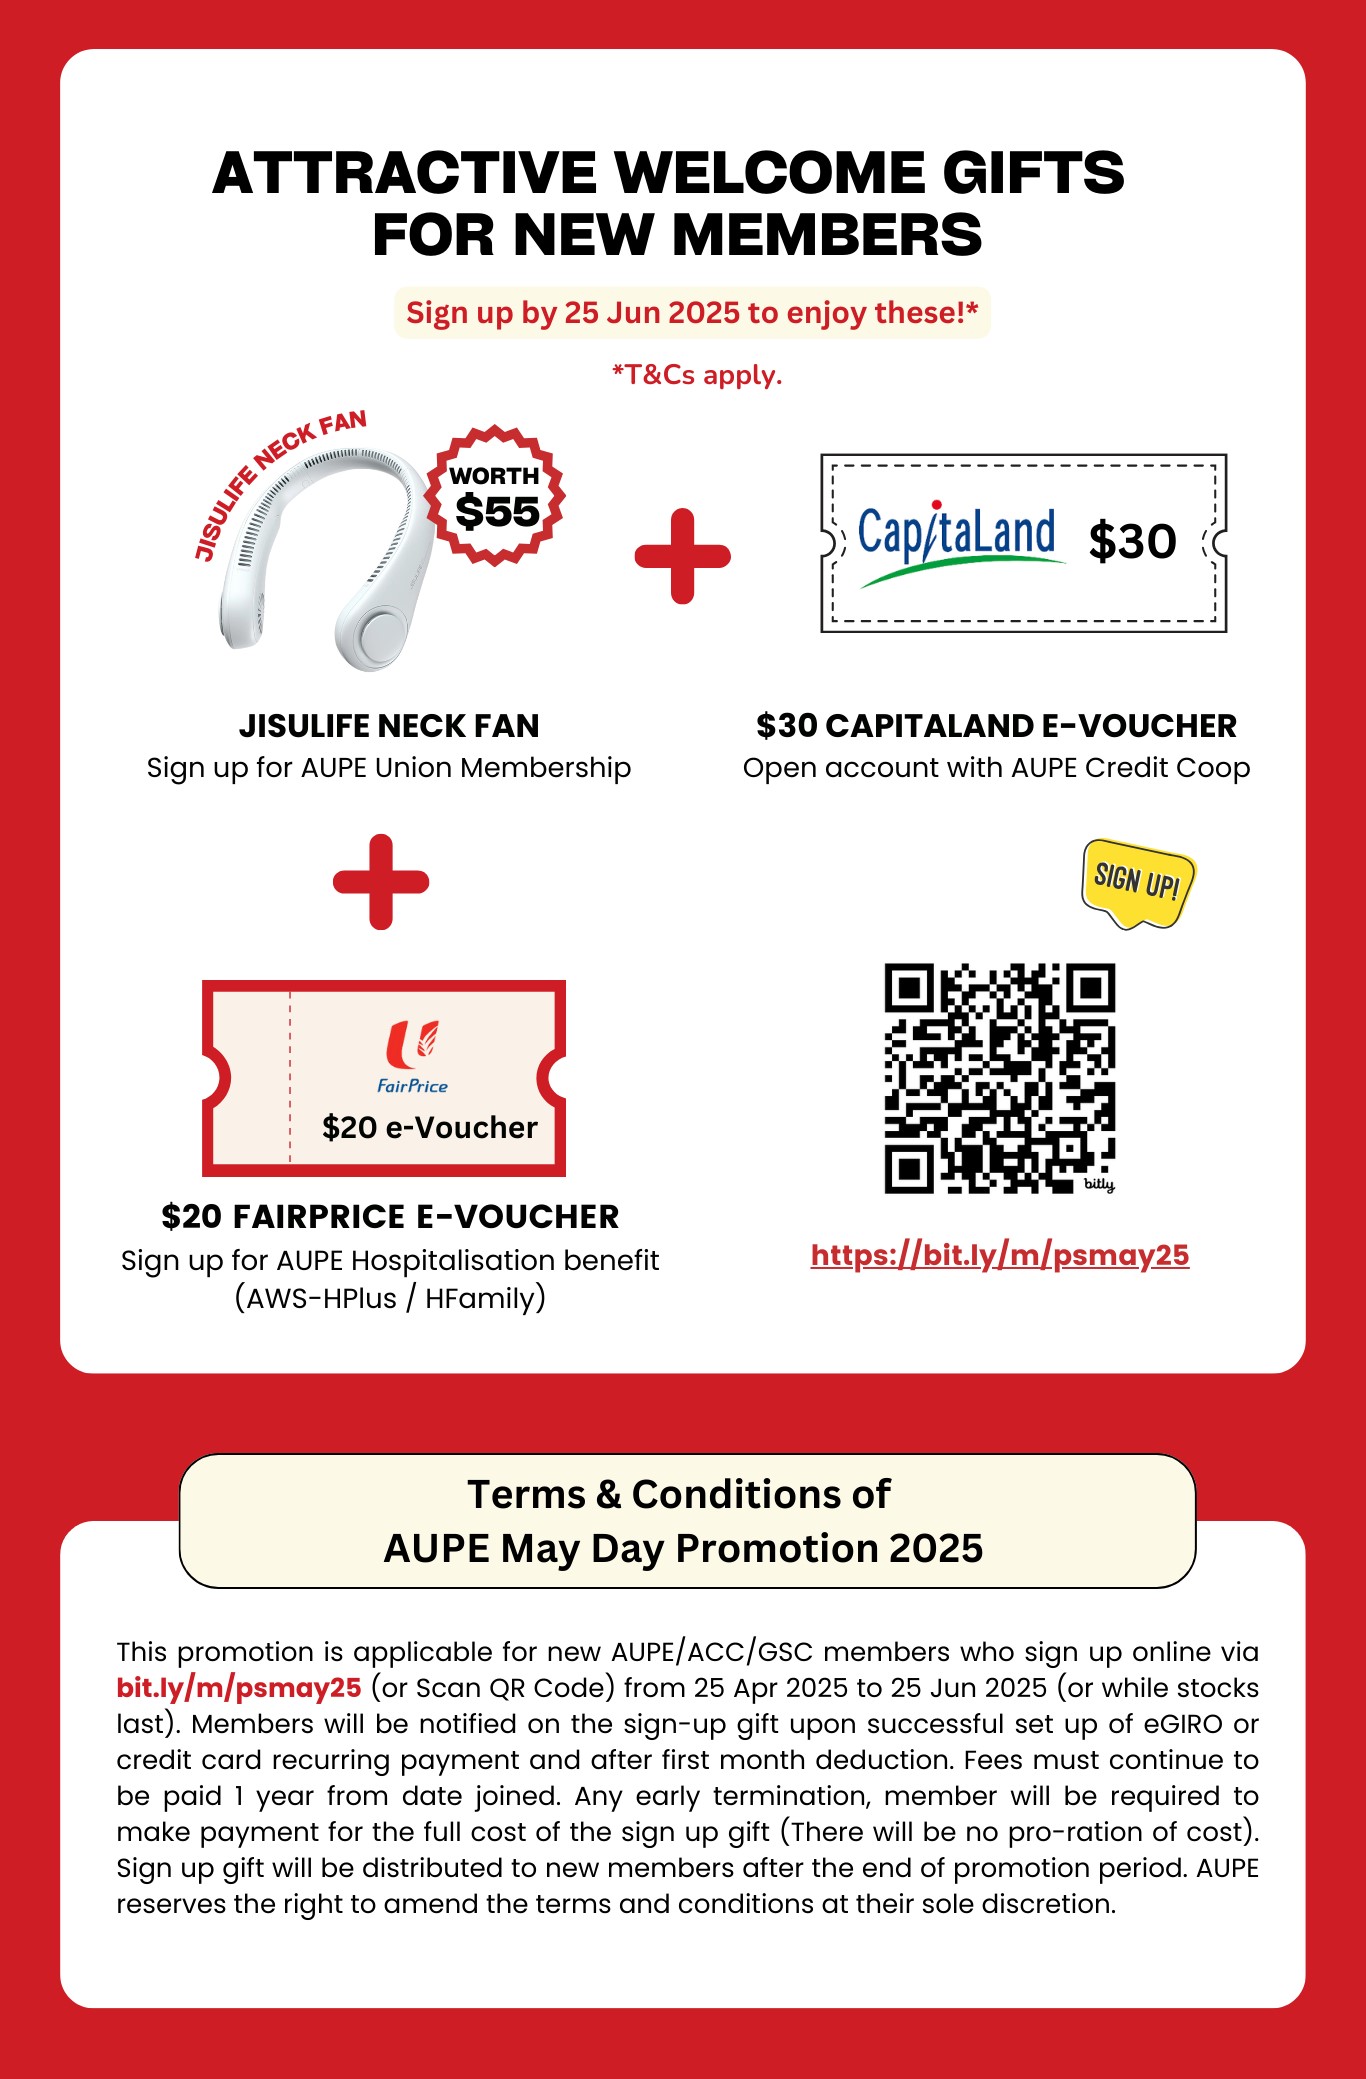 ATTRACTIVE WELCOME GIFTS
FOR NEW MEMBERS
Sign up by 25 Jun 2025 to enjoy these!*
*T&Cs apply.
JISULIFE NECK FAN
WORTH
$55
CapitaLand
$30
JISULIFE NECK FAN
Sign up for AUPE Union Membership
$30 CAPITALAND E-VOUCHER
Open account with AUPE Credit Coop
SIGN UP!
FairPrice
$20 e-Voucher
bitly
$20 FAIRPRICE E-VOUCHER
Sign up for AUPE Hospitalisation benefit
(AWS-HPlus / HFamily)
https://bit.ly/m/psmay25
Terms & Conditions of
AUPE May Day Promotion 2025
This promotion is applicable for new AUPE/ACC/GSC members who sign up online via
bit.ly/m/psmay25 (or Scan QR Code) from 25 Apr 2025 to 25 Jun 2025 (or while stocks
last). Members will be notified on the sign-up gift upon successful set up of eGIRO or
credit card recurring payment and after first month deduction. Fees must continue to
be paid 1 year from date joined. Any early termination, member will be required to
make payment for the full cost of the sign up gift (There will be no pro-ration of cost).
Sign up gift will be distributed to new members after the end of promotion period. AUPE
reserves the right to amend the terms and conditions at their sole discretion.